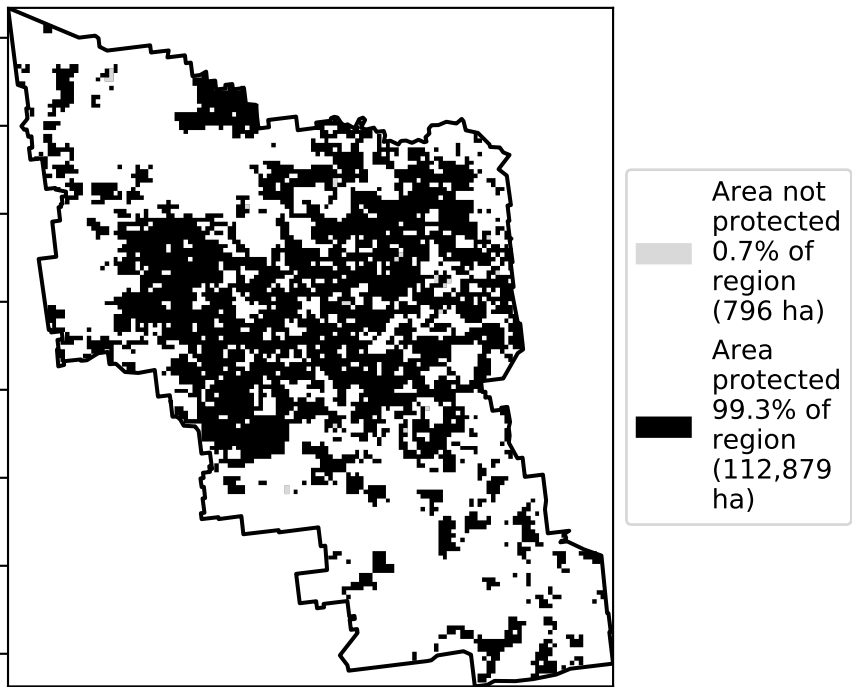 Area not
protected
0.7% of
region
(796 ha)
Area
protected
99.3% of
region
(112,879
ha)